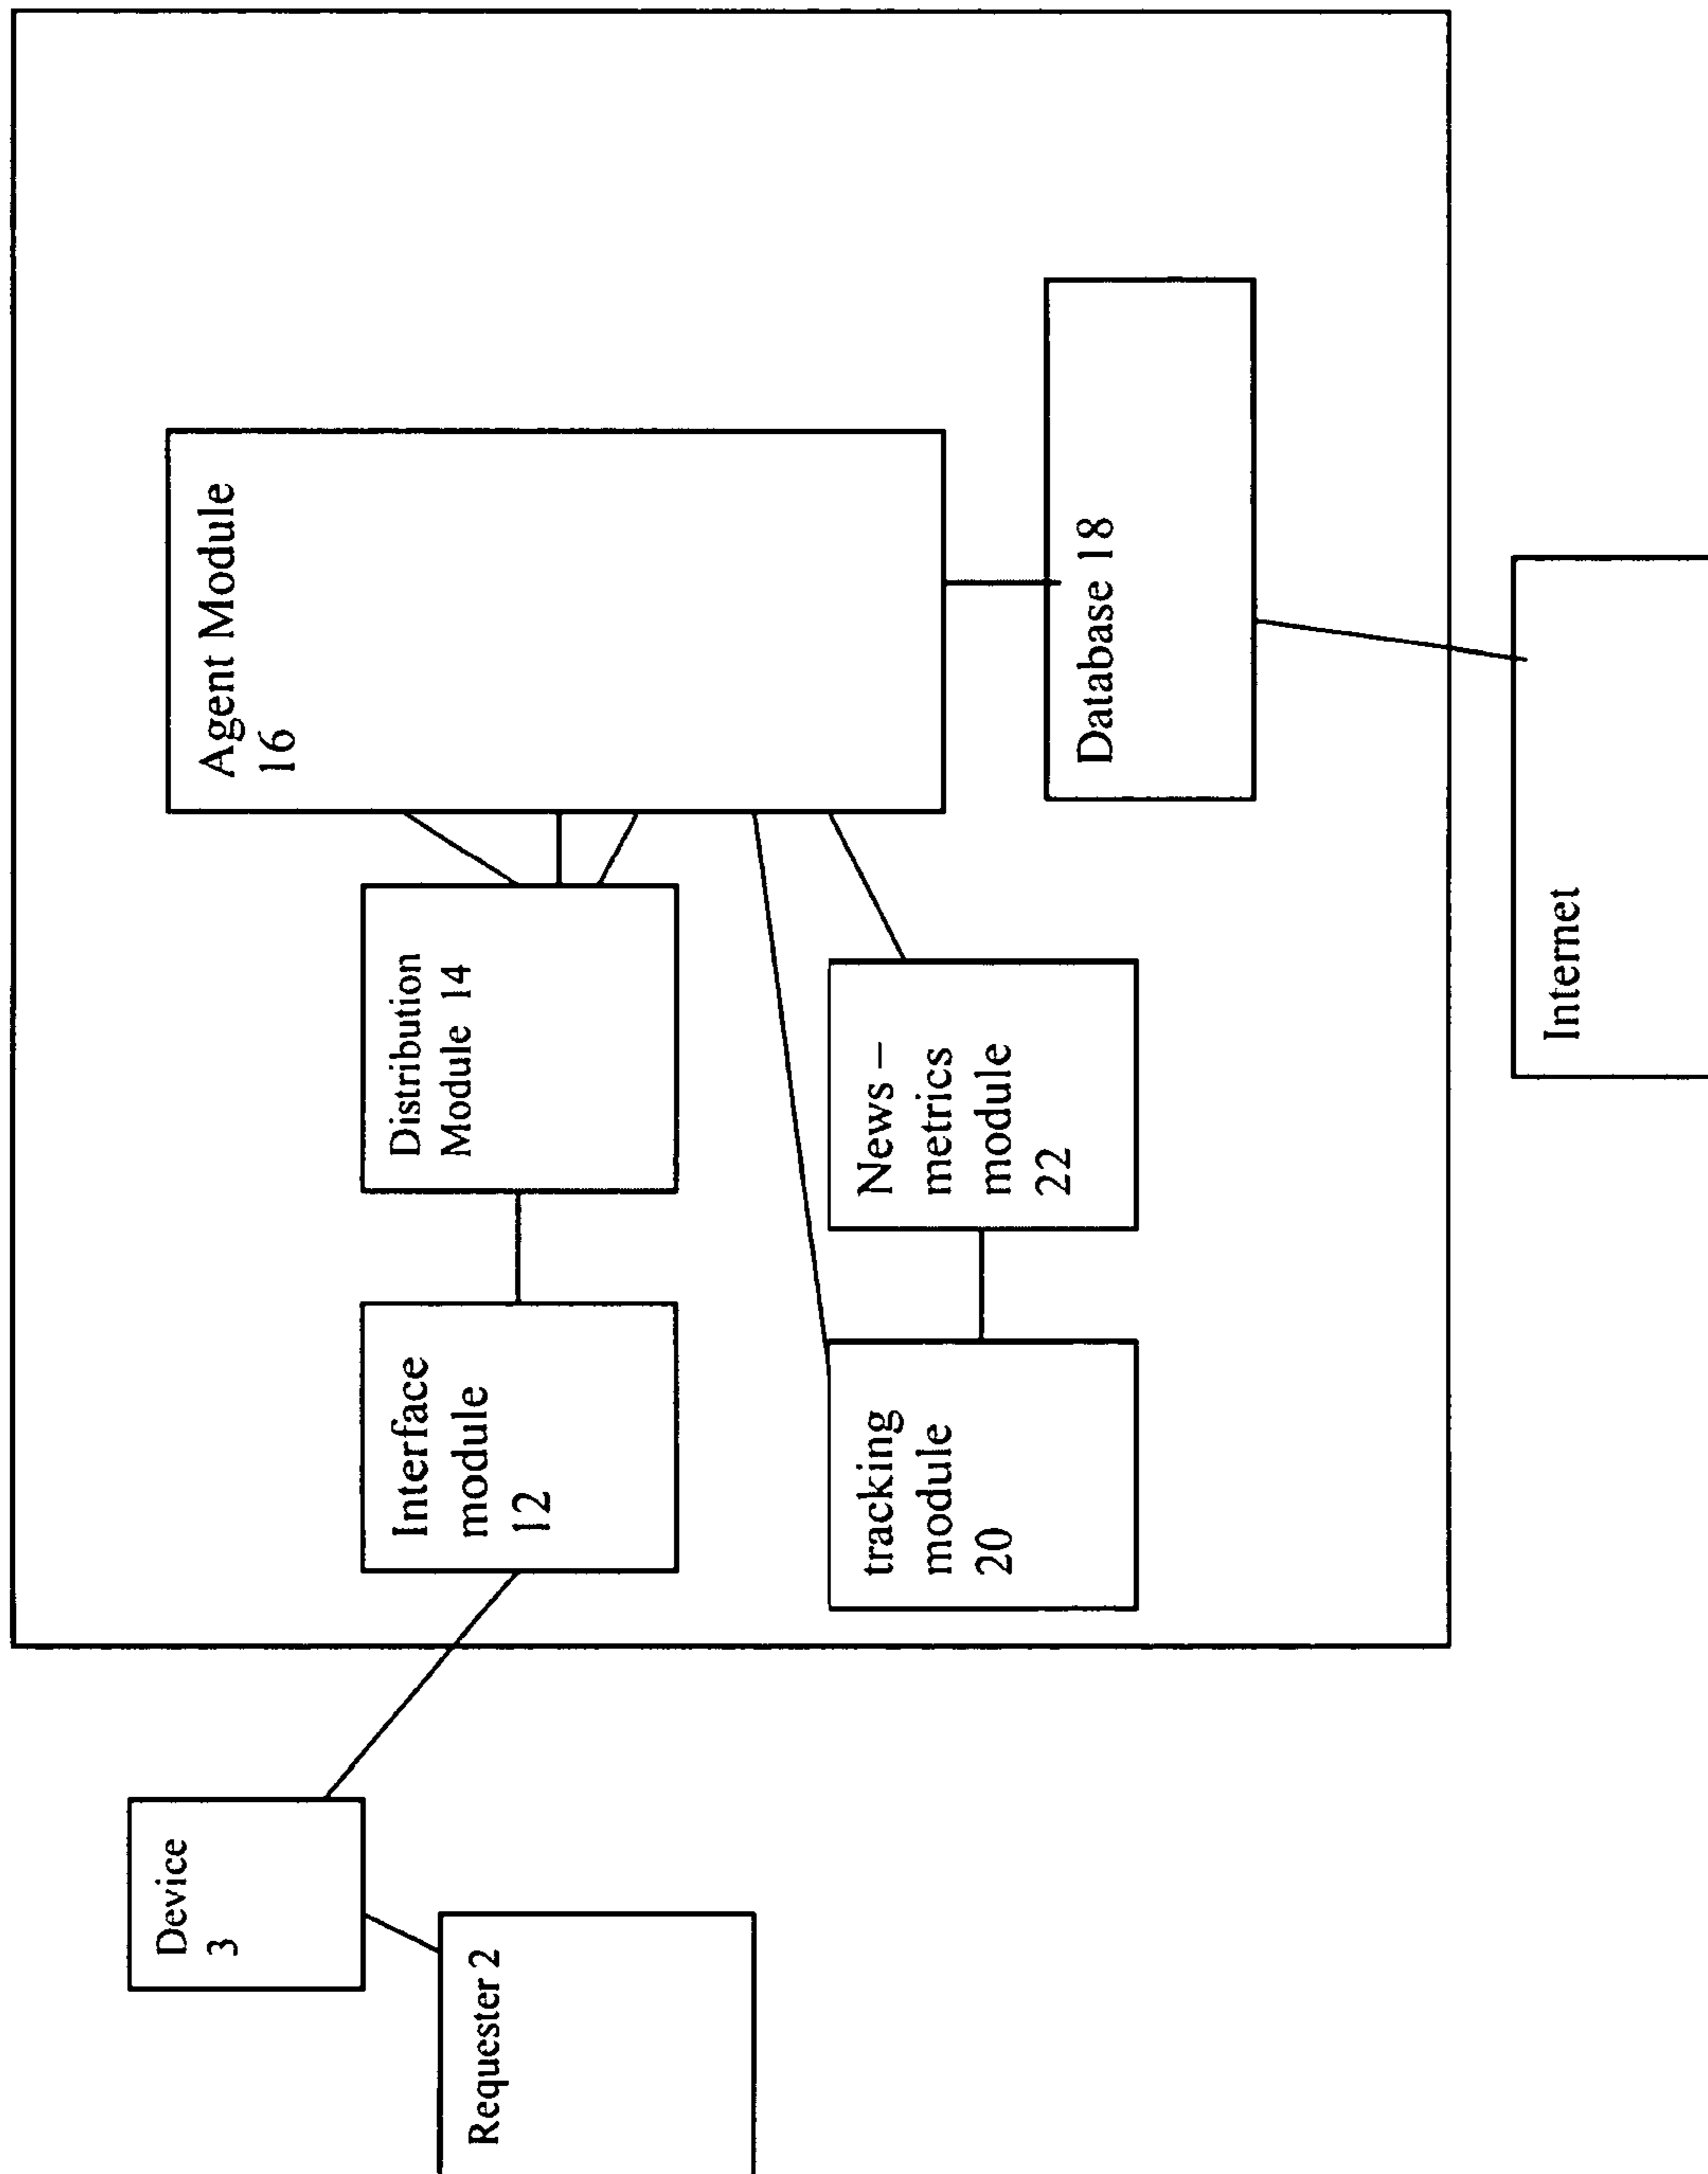 Device
3
Requester 2
Interface
module
12
Distribution
Module 14
Agent Module
16
tracking
module
20
News –
metrics
module
22
Database 18
Internet